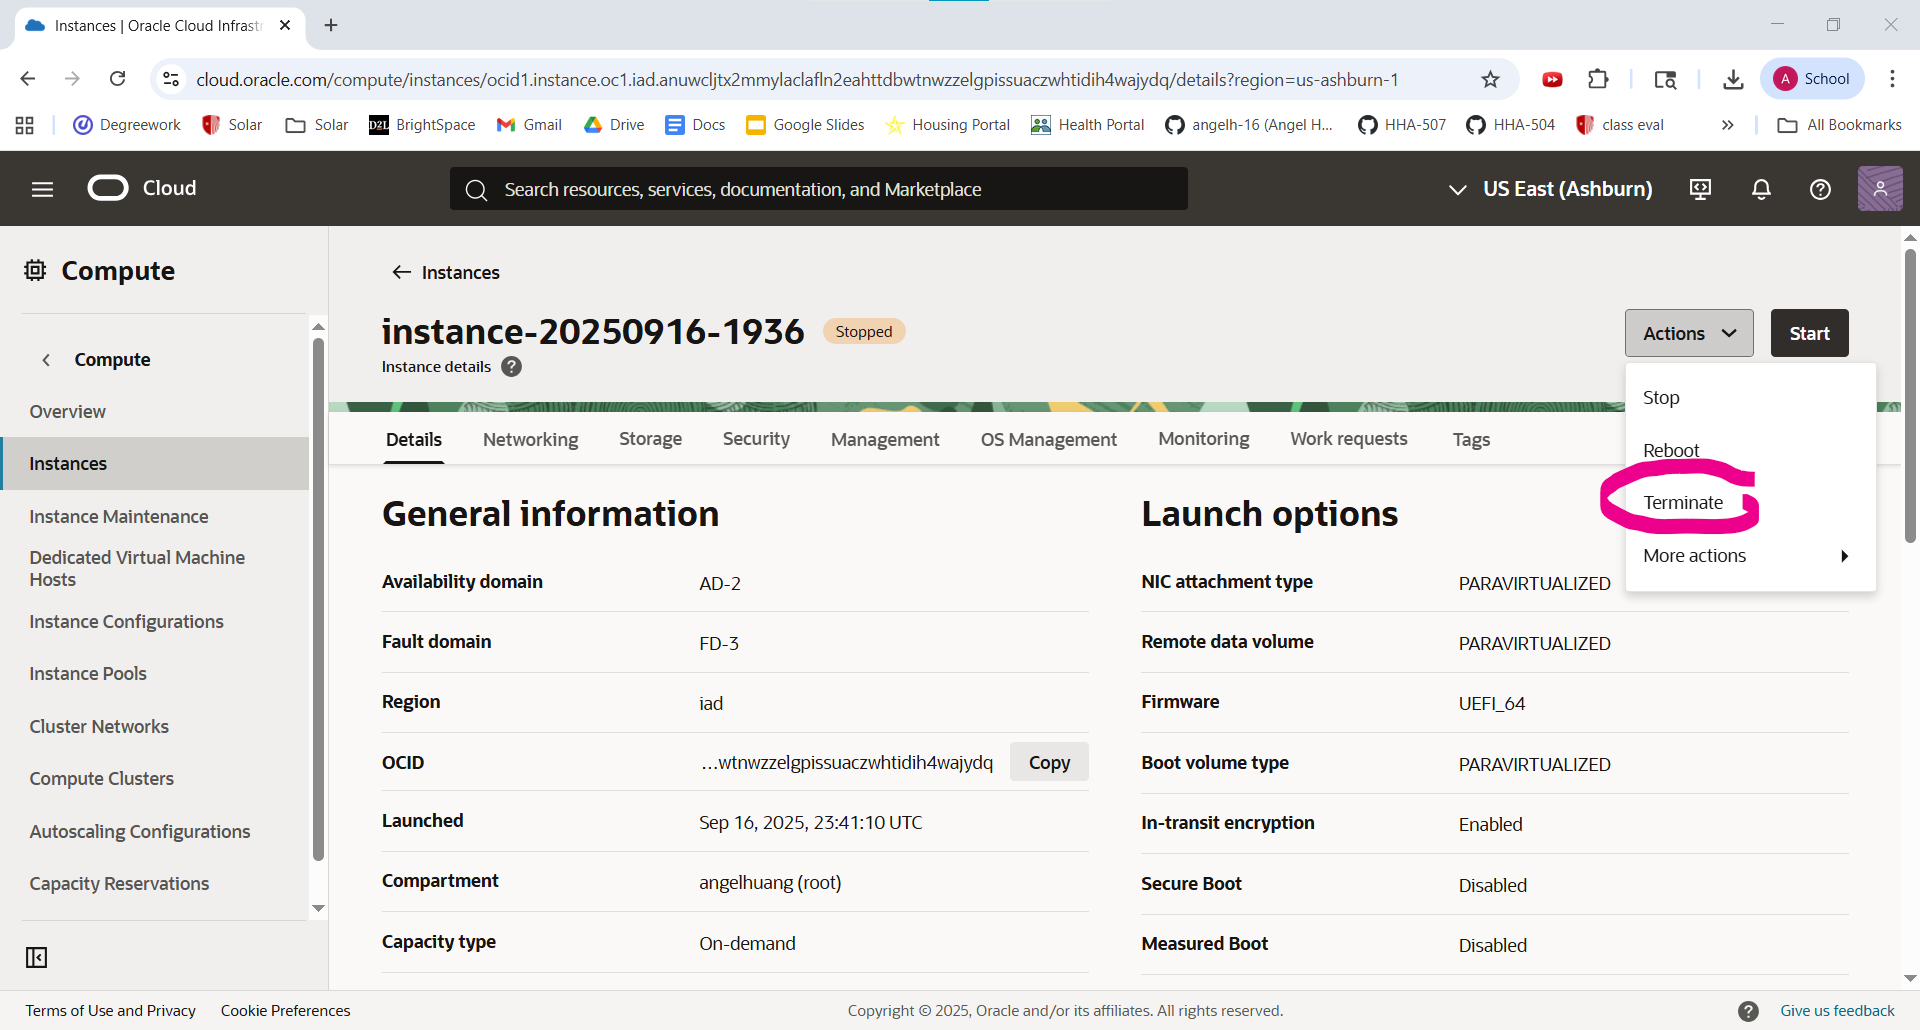 Instances | Oracle Cloud Infrastr
cloud.oracle.com/compute/instances/ocid1.instance.oc1.iad.anuwcljtx2mmylaclafln2eahttdbwtnwzzelgpissuaczwhtidih4wajydq/details?region=us-ashburn-1
A School
Degreework Solar Solar D2L BrightSpace Gmail Drive Docs Google Slides Housing Portal Health Portal angelh-16 (Angel H... HHA-507 HHA-504 class eval » All Bookmarks
Cloud Search resources, services, documentation, and Marketplace US East (Ashburn)
Compute
Compute
Overview
Instances
Instance Maintenance
Dedicated Virtual Machine
Hosts
Instance Configurations
Instance Pools
Cluster Networks
Compute Clusters
Autoscaling Configurations
Capacity Reservations
Instances
instance-20250916-1936 Stopped
Instance details ?
Actions Start
Stop
Reboot
Terminate
More actions
Details Networking Storage Security Management OS Management Monitoring Work requests Tags
General information
Availability domain AD-2
Fault domain FD-3
Region iad
OCID ...wtnwzzelgpissuaczwhtidih4wajydq Copy
Launched Sep 16, 2025, 23:41:10 UTC
Compartment angelhuang (root)
Capacity type On-demand
Launch options
NIC attachment type PARAVIRTUALIZED
Remote data volume PARAVIRTUALIZED
Firmware UEFI_64
Boot volume type PARAVIRTUALIZED
In-transit encryption Enabled
Secure Boot Disabled
Measured Boot Disabled
Terms of Use and Privacy Cookie Preferences Copyright © 2025, Oracle and/or its affiliates. All rights reserved. ? Give us feedback